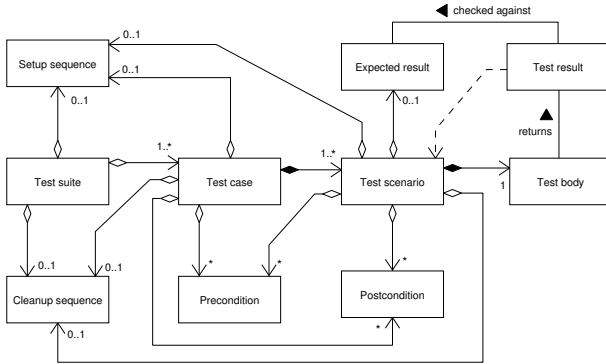 checked against
0..1
Setup sequence
Expected result
Test result
0..1
0..1
0..1
returns
1..*
1..*
Test suite
Test case
Test scenario
Test body
1
0..1
0..1
*
*
*
Cleanup sequence
Precondition
Postcondition
0..1
*